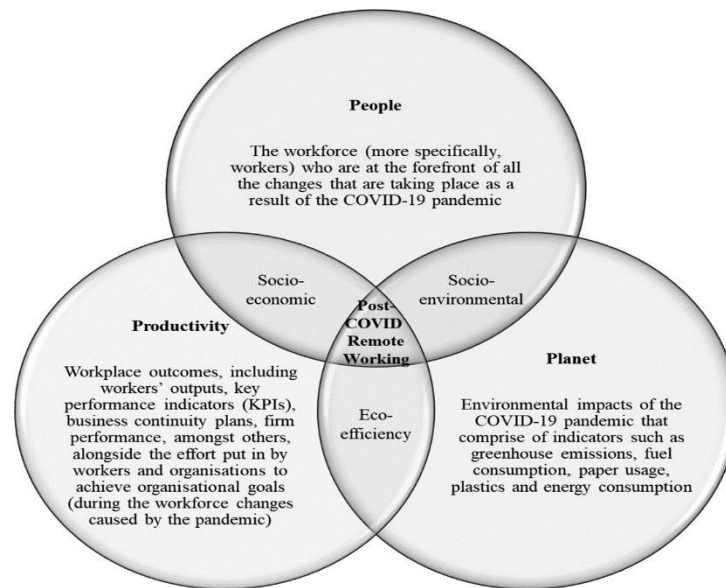 People
The workforce (more specifically,
workers) who are at the forefront of all
the changes that are taking place as a
result of the COVID-19 pandemic
Socio-
economic
Socio-
environmental
Post-
COVID
Remote
Working
Productivity
Workplace outcomes, including
workers' outputs, key
performance indicators (KPIs),
business continuity plans, firm
performance, amongst others,
alongside the effort put in by
workers and organisations to
achieve organisational goals
(during the workforce changes
caused by the pandemic)
Eco-
efficiency
Planet
Environmental impacts of the
COVID-19 pandemic that
comprise of indicators such as
greenhouse emissions, fuel
consumption, paper usage,
plastics and energy consumption